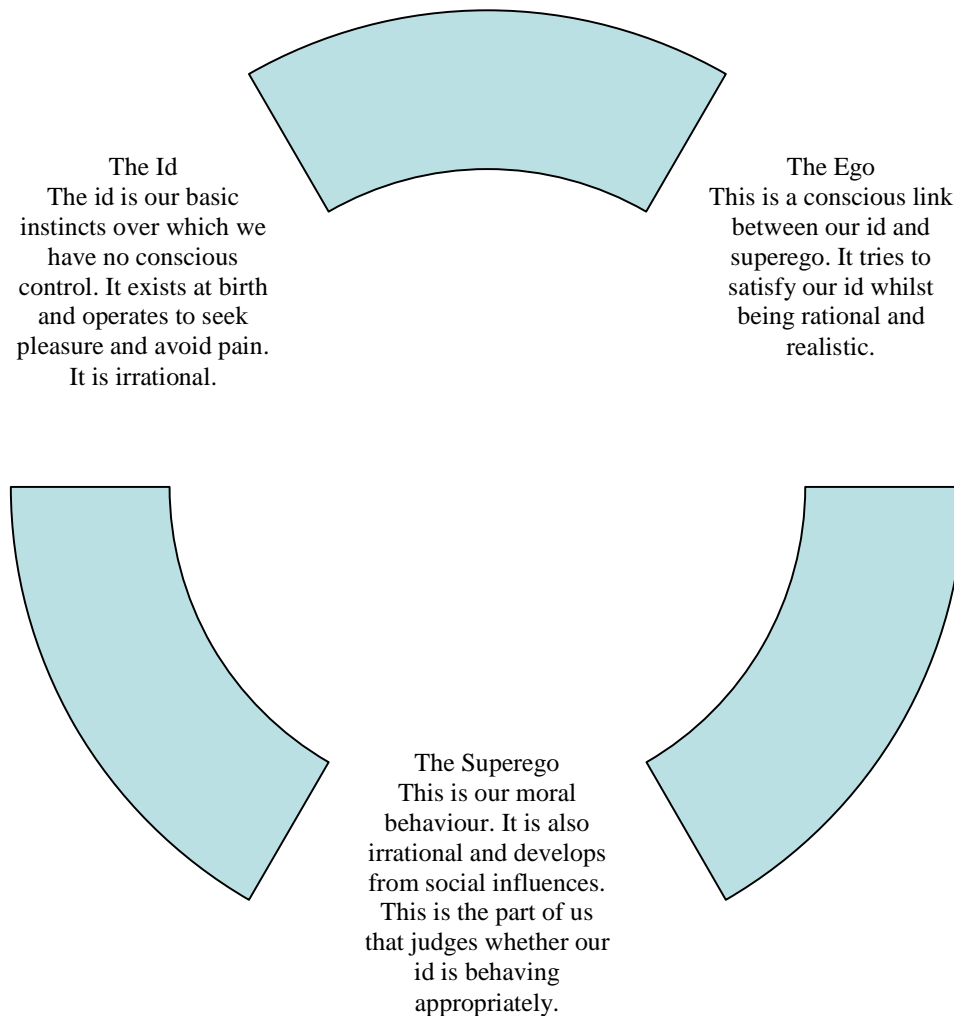 The Id
The id is our basic
instincts over which we
have no conscious
control. It exists at birth
and operates to seek
pleasure and avoid pain.
It is irrational.
The Ego
This is a conscious link
between our id and
superego. It tries to
satisfy our id whilst
being rational and
realistic.
The Superego
This is our moral
behaviour. It is also
irrational and develops
from social influences.
This is the part of us
that judges whether our
id is behaving
appropriately.